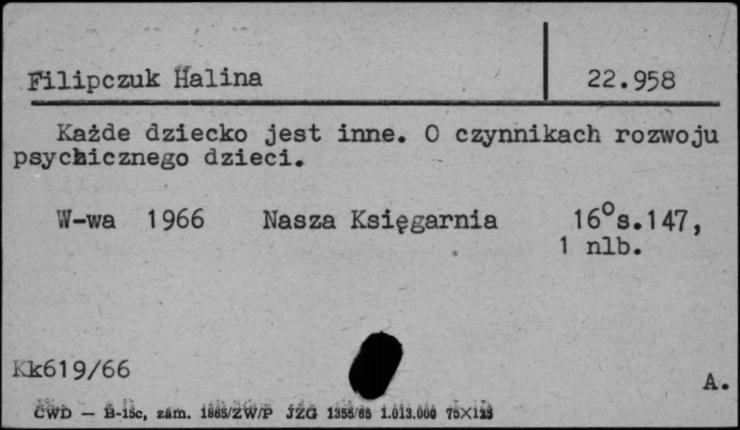 Filipczuk Halina 22.958
Każde dziecko jest inne. O czynnikach rozwoju
psychicznego dzieci.
W-wa 1966 Nasza Księgarnia 16° s.147,
1 nlb.
Kk619/66
A.
CWD — B-15c, zam. 1865/ZW/P JZG 1355/65 1.013.000 75X125